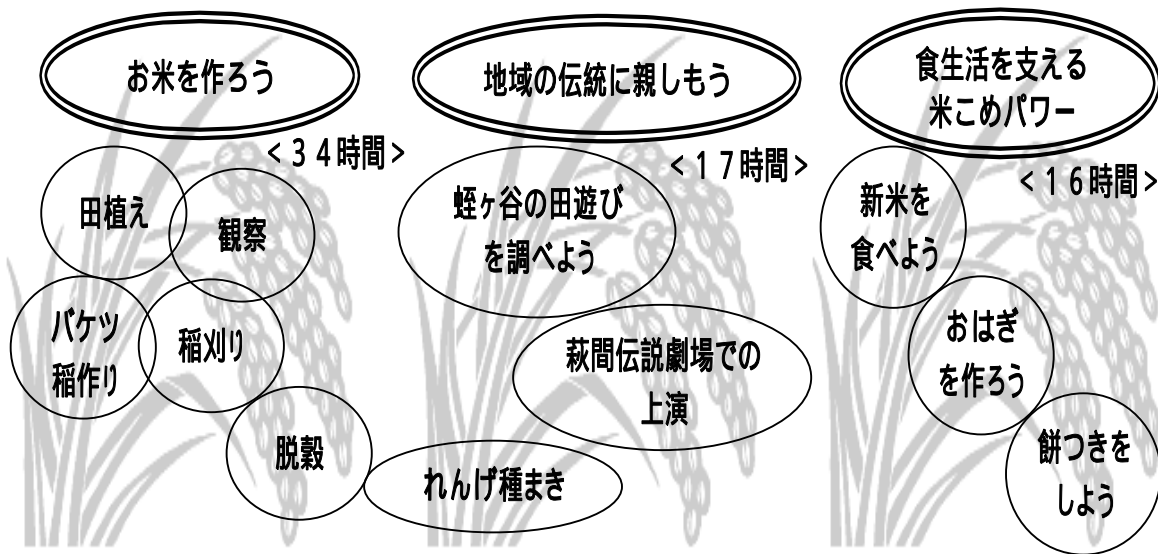 お米を作ろう
<３４時間>
田植え
観察
バケツ
稲作り
稲刈り
脱穀
れんげ種まき
地域の伝統に親しもう
<１７時間>
蛭ヶ谷の田遊び
を調べよう
萩間伝説劇場での
上演
食生活を支える
米こめパワー
<１６時間>
新米を
食べよう
おはぎ
を作ろう
餅つきを
しよう